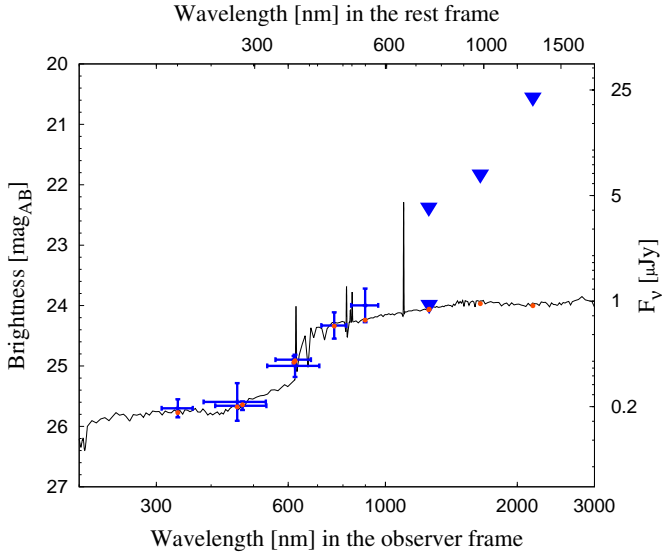 Wavelength [nm] in the rest frame
300 600 1000 1500
20 25
21
22 5
23
24 1
25
26 0.2
27
Brightness [mag_AB]
F_ν [μJy]
300 600 1000 2000 3000
Wavelength [nm] in the observer frame